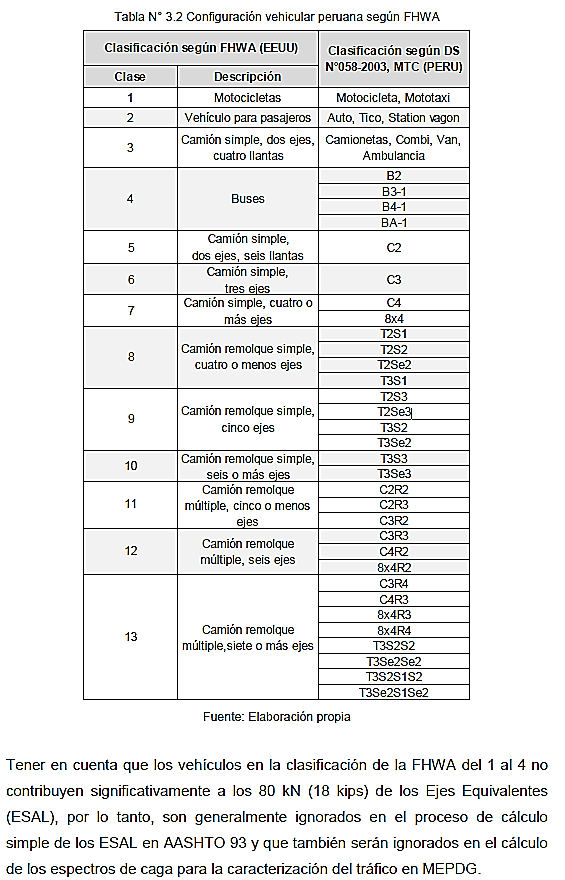 Tabla N° 3.2 Configuración vehicular peruana según FHWA
Clasificación según FHWA (EEUU)
Clasificación según DS
N°058-2003, MTC (PERU)
Clase
Descripción
1
Motocicletas
Motocicleta, Mototaxi
2
Vehículo para pasajeros
Auto, Tico, Station vagon
3
Camión simple, dos ejes,
cuatro llantas
Camionetas, Combi, Van,
Ambulancia
4
Buses
B2
B3-1
B4-1
BA-1
5
Camión simple,
dos ejes, seis llantas
C2
6
Camión simple,
tres ejes
C3
7
Camión simple, cuatro o
más ejes
C4
8x4
8
Camión remolque simple,
cuatro o menos ejes
T2S1
T2S2
T2Se2
T3S1
9
Camión remolque simple,
cinco ejes
T2S3
T2Se3
T3S2
T3Se2
10
Camión remolque simple,
seis o más ejes
T3S3
T3Se3
11
Camión remolque
múltiple, cinco o menos
ejes
C2R2
C2R3
C3R2
12
Camión remolque
múltiple, seis ejes
C3R3
C4R2
8x4R2
13
Camión remolque
múltiple,siete o más ejes
C3R4
C4R3
8x4R3
8x4R4
T3S2S2
T3Se2Se2
T3S2S1S2
T3Se2S1Se2
Fuente: Elaboración propia
Tener en cuenta que los vehículos en la clasificación de la FHWA del 1 al 4 no
contribuyen significativamente a los 80 kN (18 kips) de los Ejes Equivalentes
(ESAL), por lo tanto, son generalmente ignorados en el proceso de cálculo
simple de los ESAL en AASHTO 93 y que también serán ignorados en el cálculo
de los espectros de caga para la caracterización del tráfico en MEPDG.